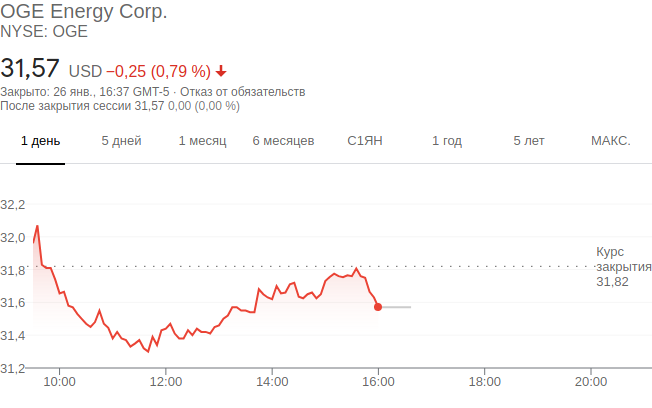 OGE Energy Corp.
NYSE: OGE
31,57 USD −0,25 (0,79 %)
Закрыто: 26 янв., 16:37 GMT-5 · Отказ от обязательств
После закрытия сессии 31,57 0,00 (0,00 %)
1 день 5 дней 1 месяц 6 месяцев С1ЯН 1 год 5 лет МАКС.
32,2
32,0
Курс
закрытия
31,82
31,8
31,6
31,4
31,2
10:00 12:00 14:00 16:00 18:00 20:00